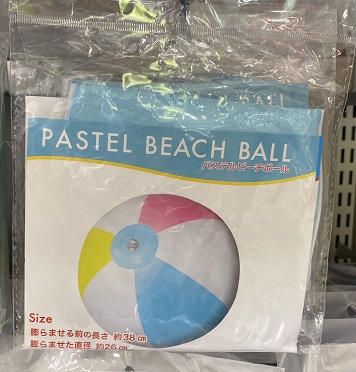 PASTEL BEACH BALL
パステルビーチボール
Size
膨らませる前の長さ 約38㎝
膨らませた直径 約26㎝